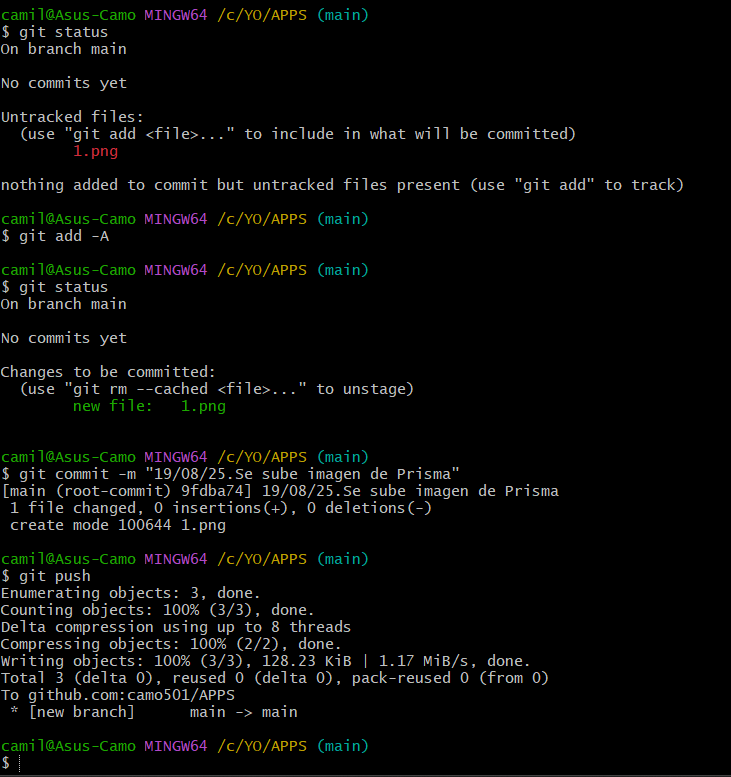 camil@Asus-Camo MINGW64 /c/YO/APPS (main)
$ git status
On branch main
No commits yet
Untracked files:
  (use "git add <file>..." to include in what will be committed)
        1.png
nothing added to commit but untracked files present (use "git add" to track)
camil@Asus-Camo MINGW64 /c/YO/APPS (main)
$ git add -A
camil@Asus-Camo MINGW64 /c/YO/APPS (main)
$ git status
On branch main
No commits yet
Changes to be committed:
  (use "git rm --cached <file>..." to unstage)
        new file:   1.png
camil@Asus-Camo MINGW64 /c/YO/APPS (main)
$ git commit -m "19/08/25.Se sube imagen de Prisma"
[main (root-commit) 9fdba74] 19/08/25.Se sube imagen de Prisma
 1 file changed, 0 insertions(+), 0 deletions(-)
 create mode 100644 1.png
camil@Asus-Camo MINGW64 /c/YO/APPS (main)
$ git push
Enumerating objects: 3, done.
Counting objects: 100% (3/3), done.
Delta compression using up to 8 threads
Compressing objects: 100% (2/2), done.
Writing objects: 100% (3/3), 128.23 KiB | 1.17 MiB/s, done.
Total 3 (delta 0), reused 0 (delta 0), pack-reused 0 (from 0)
To github.com:camo501/APPS
 * [new branch]      main -> main
camil@Asus-Camo MINGW64 /c/YO/APPS (main)
$